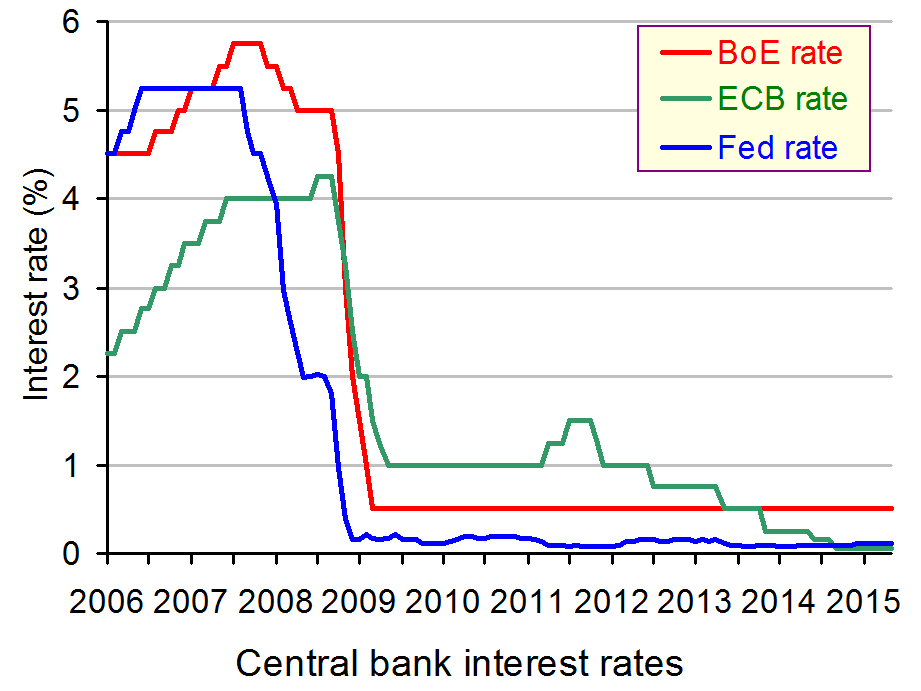 6
5
4
3
2
1
0
Interest rate (%)
BoE rate
ECB rate
Fed rate
2006 2007 2008 2009 2010 2011 2012 2013 2014 2015
Central bank interest rates